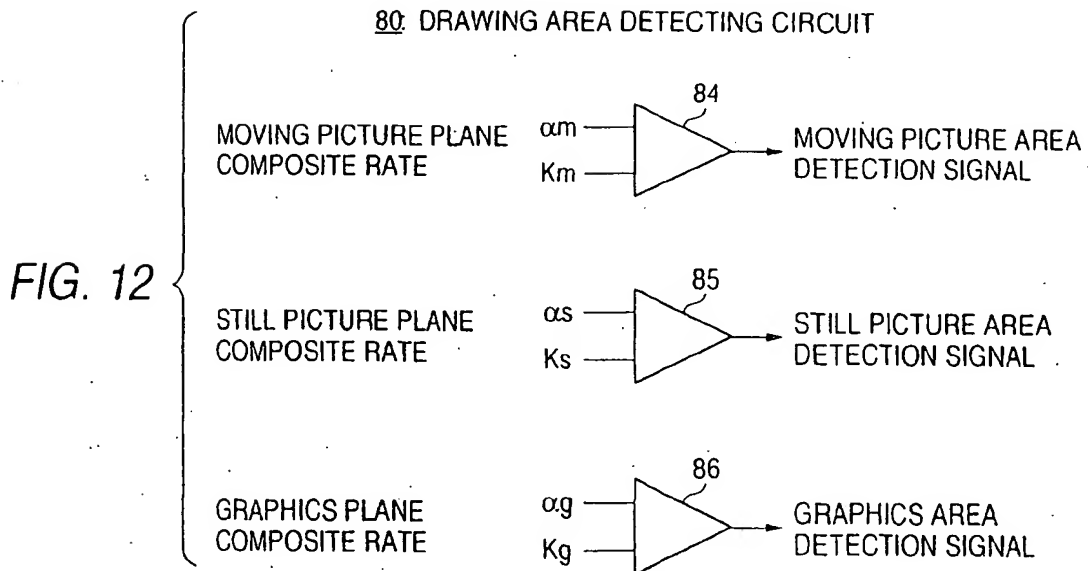 80: DRAWING AREA DETECTING CIRCUIT
84
MOVING PICTURE PLANE
COMPOSITE RATE
αm
Km
MOVING PICTURE AREA
DETECTION SIGNAL
FIG. 12
85
STILL PICTURE PLANE
COMPOSITE RATE
αs
Ks
STILL PICTURE AREA
DETECTION SIGNAL
86
GRAPHICS PLANE
COMPOSITE RATE
αg
Kg
GRAPHICS AREA
DETECTION SIGNAL